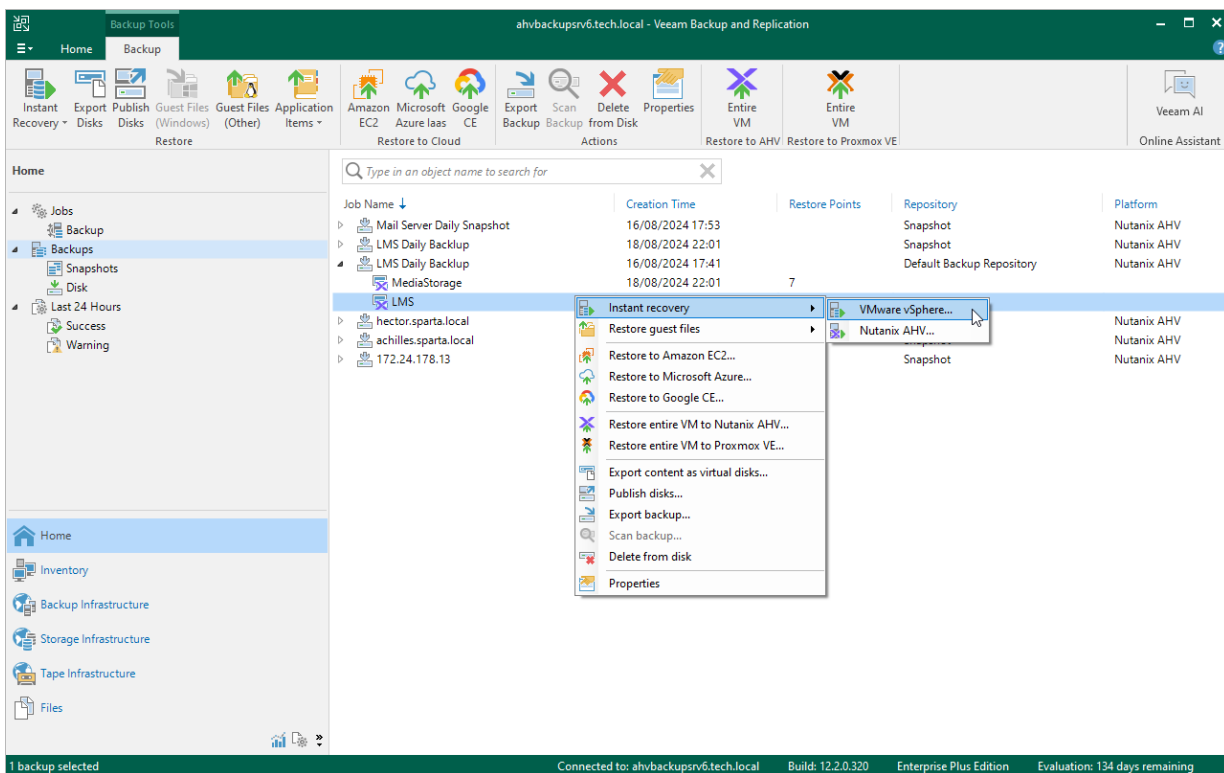 Backup Tools
ahvbackupsrv6.tech.local - Veeam Backup and Replication
Home Backup
Instant Recovery
Export Disks
Publish Disks
Guest Files (Windows)
Guest Files (Other)
Application Items
Restore
Amazon EC2
Microsoft Azure Iaas
Google CE
Restore to Cloud
Export Backup
Scan Backup
Delete from Disk
Properties
Actions
Entire VM
Restore to AHV
Entire VM
Restore to Proxmox VE
Veeam AI
Online Assistant
Home
Type in an object name to search for
Jobs
Backup
Backups
Snapshots
Disk
Last 24 Hours
Success
Warning
Job Name Creation Time Restore Points Repository Platform
Mail Server Daily Snapshot 16/08/2024 17:53 Snapshot Nutanix AHV
LMS Daily Backlup 18/08/2024 22:01 Snapshot Nutanix AHV
LMS Daily Backlup 16/08/2024 17:41 Default Backup Repository Nutanix AHV
MediaStorage 18/08/2024 22:01 7
LMS
hector.sparta.local Nutanix AHV
achilles.sparta.local Nutanix AHV
172.24.178.13 Snapshot Nutanix AHV
Instant recovery
Restore guest files
Restore to Amazon EC2...
Restore to Microsoft Azure...
Restore to Google CE...
Restore entire VM to Nutanix AHV...
Restore entire VM to Proxmox VE...
Export content as virtual disks...
Publish disks...
Export backup...
Scan backup...
Delete from disk
Properties
VMware vSphere...
Nutanix AHV...
Home
Inventory
Backup Infrastructure
Storage Infrastructure
Tape Infrastructure
Files
1 backup selected
Connected to: ahvbackupsrv6.tech.local Build: 12.2.0.320 Enterprise Plus Edition Evaluation: 134 days remaining